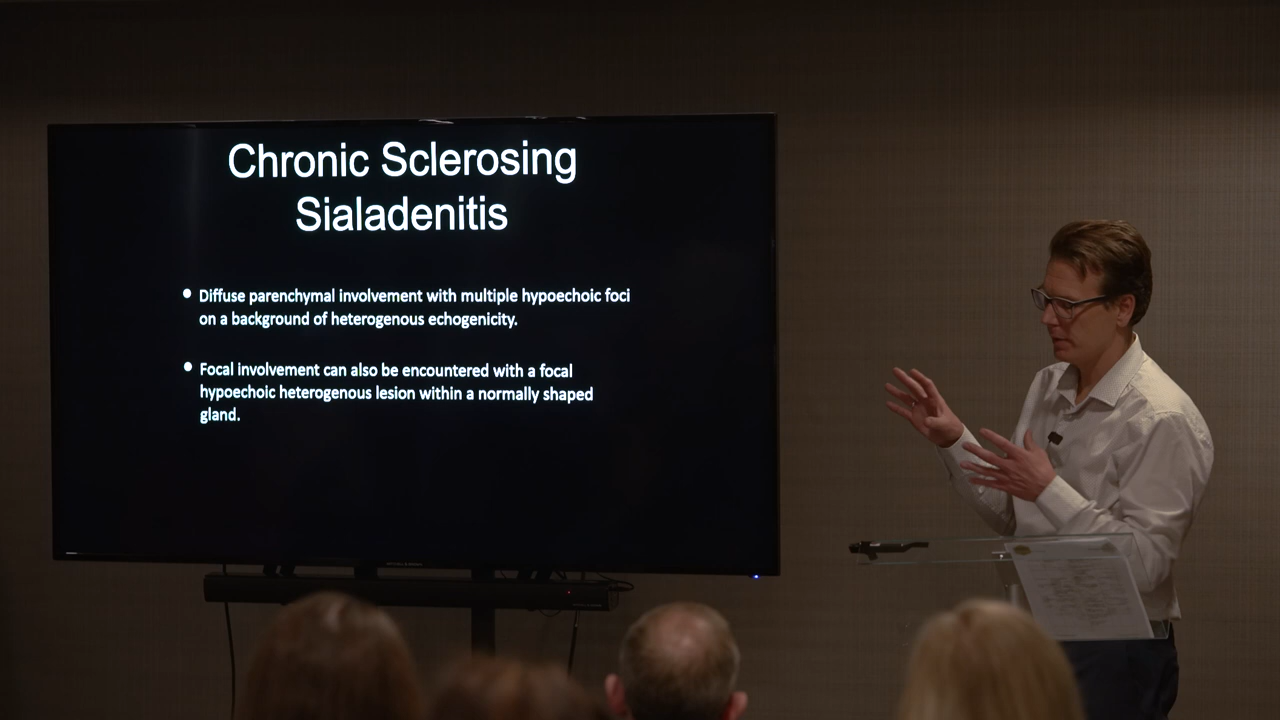 Chronic Sclerosing
Sialadenitis
• Diffuse parenchymal involvement with multiple hypoechoic foci
on a background of heterogenous echogenicity.
• Focal involvement can also be encountered with a focal
hypoechoic heterogenous lesion within a normally shaped
gland.